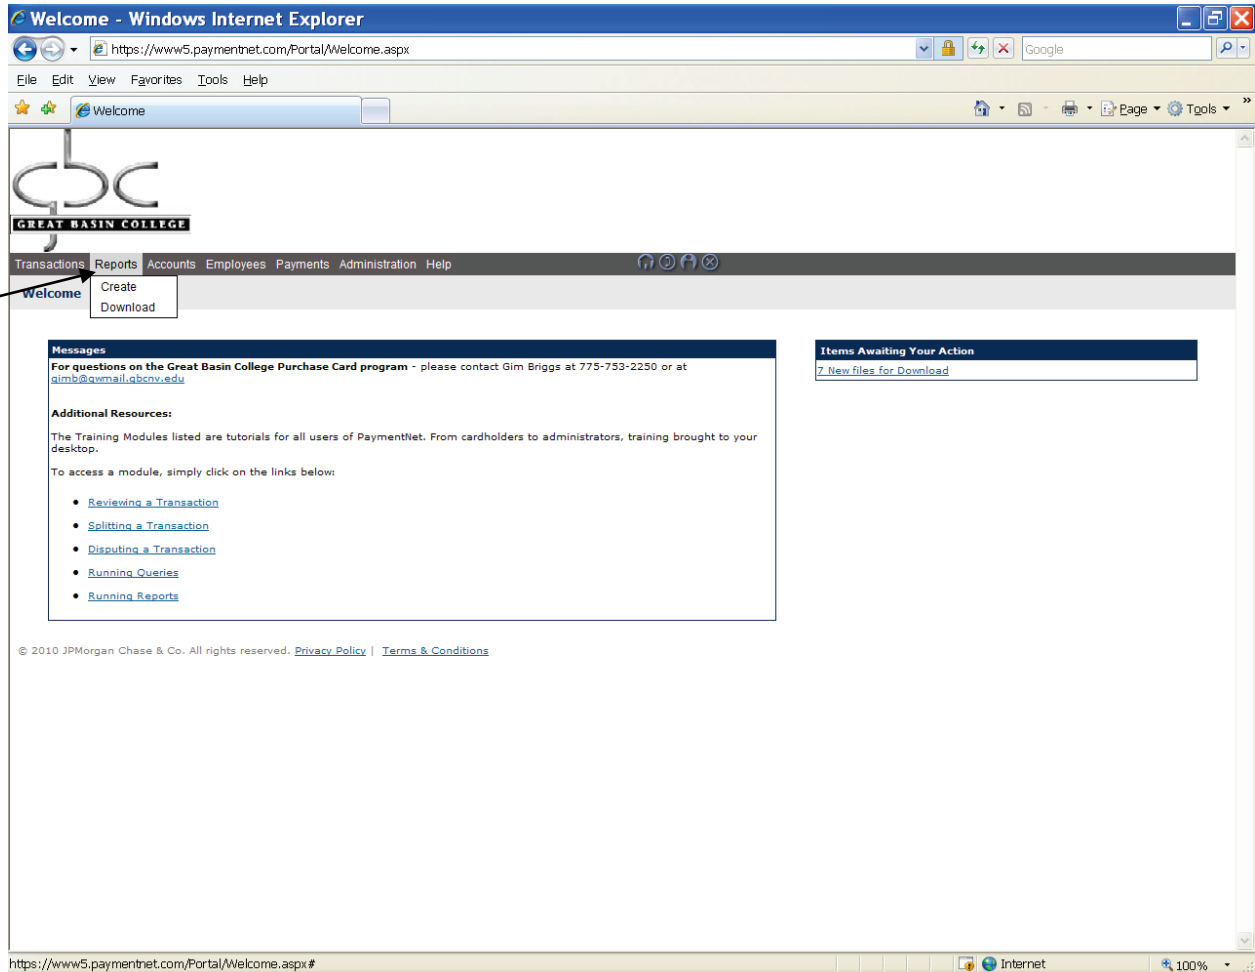 Welcome - Windows Internet Explorer
https://www5.paymentnet.com/Portal/Welcome.aspx
Google
File Edit View Favorites Tools Help
Welcome
Page Tools
gbc
GREAT BASIN COLLEGE
Transactions Reports Accounts Employees Payments Administration Help
Welcome
Create
Download
Messages
For questions on the Great Basin College Purchase Card program - please contact Gim Briggs at 775-753-2250 or at
gimb@gwmail.gbcnv.edu
Additional Resources:
The Training Modules listed are tutorials for all users of PaymentNet. From cardholders to administrators, training brought to your
desktop.
To access a module, simply click on the links below:
• Reviewing a Transaction
• Splitting a Transaction
• Disputing a Transaction
• Running Queries
• Running Reports
Items Awaiting Your Action
7 New files for Download
© 2010 JPMorgan Chase & Co. All rights reserved. Privacy Policy | Terms & Conditions
https://www5.paymentnet.com/Portal/Welcome.aspx#
Internet
100%